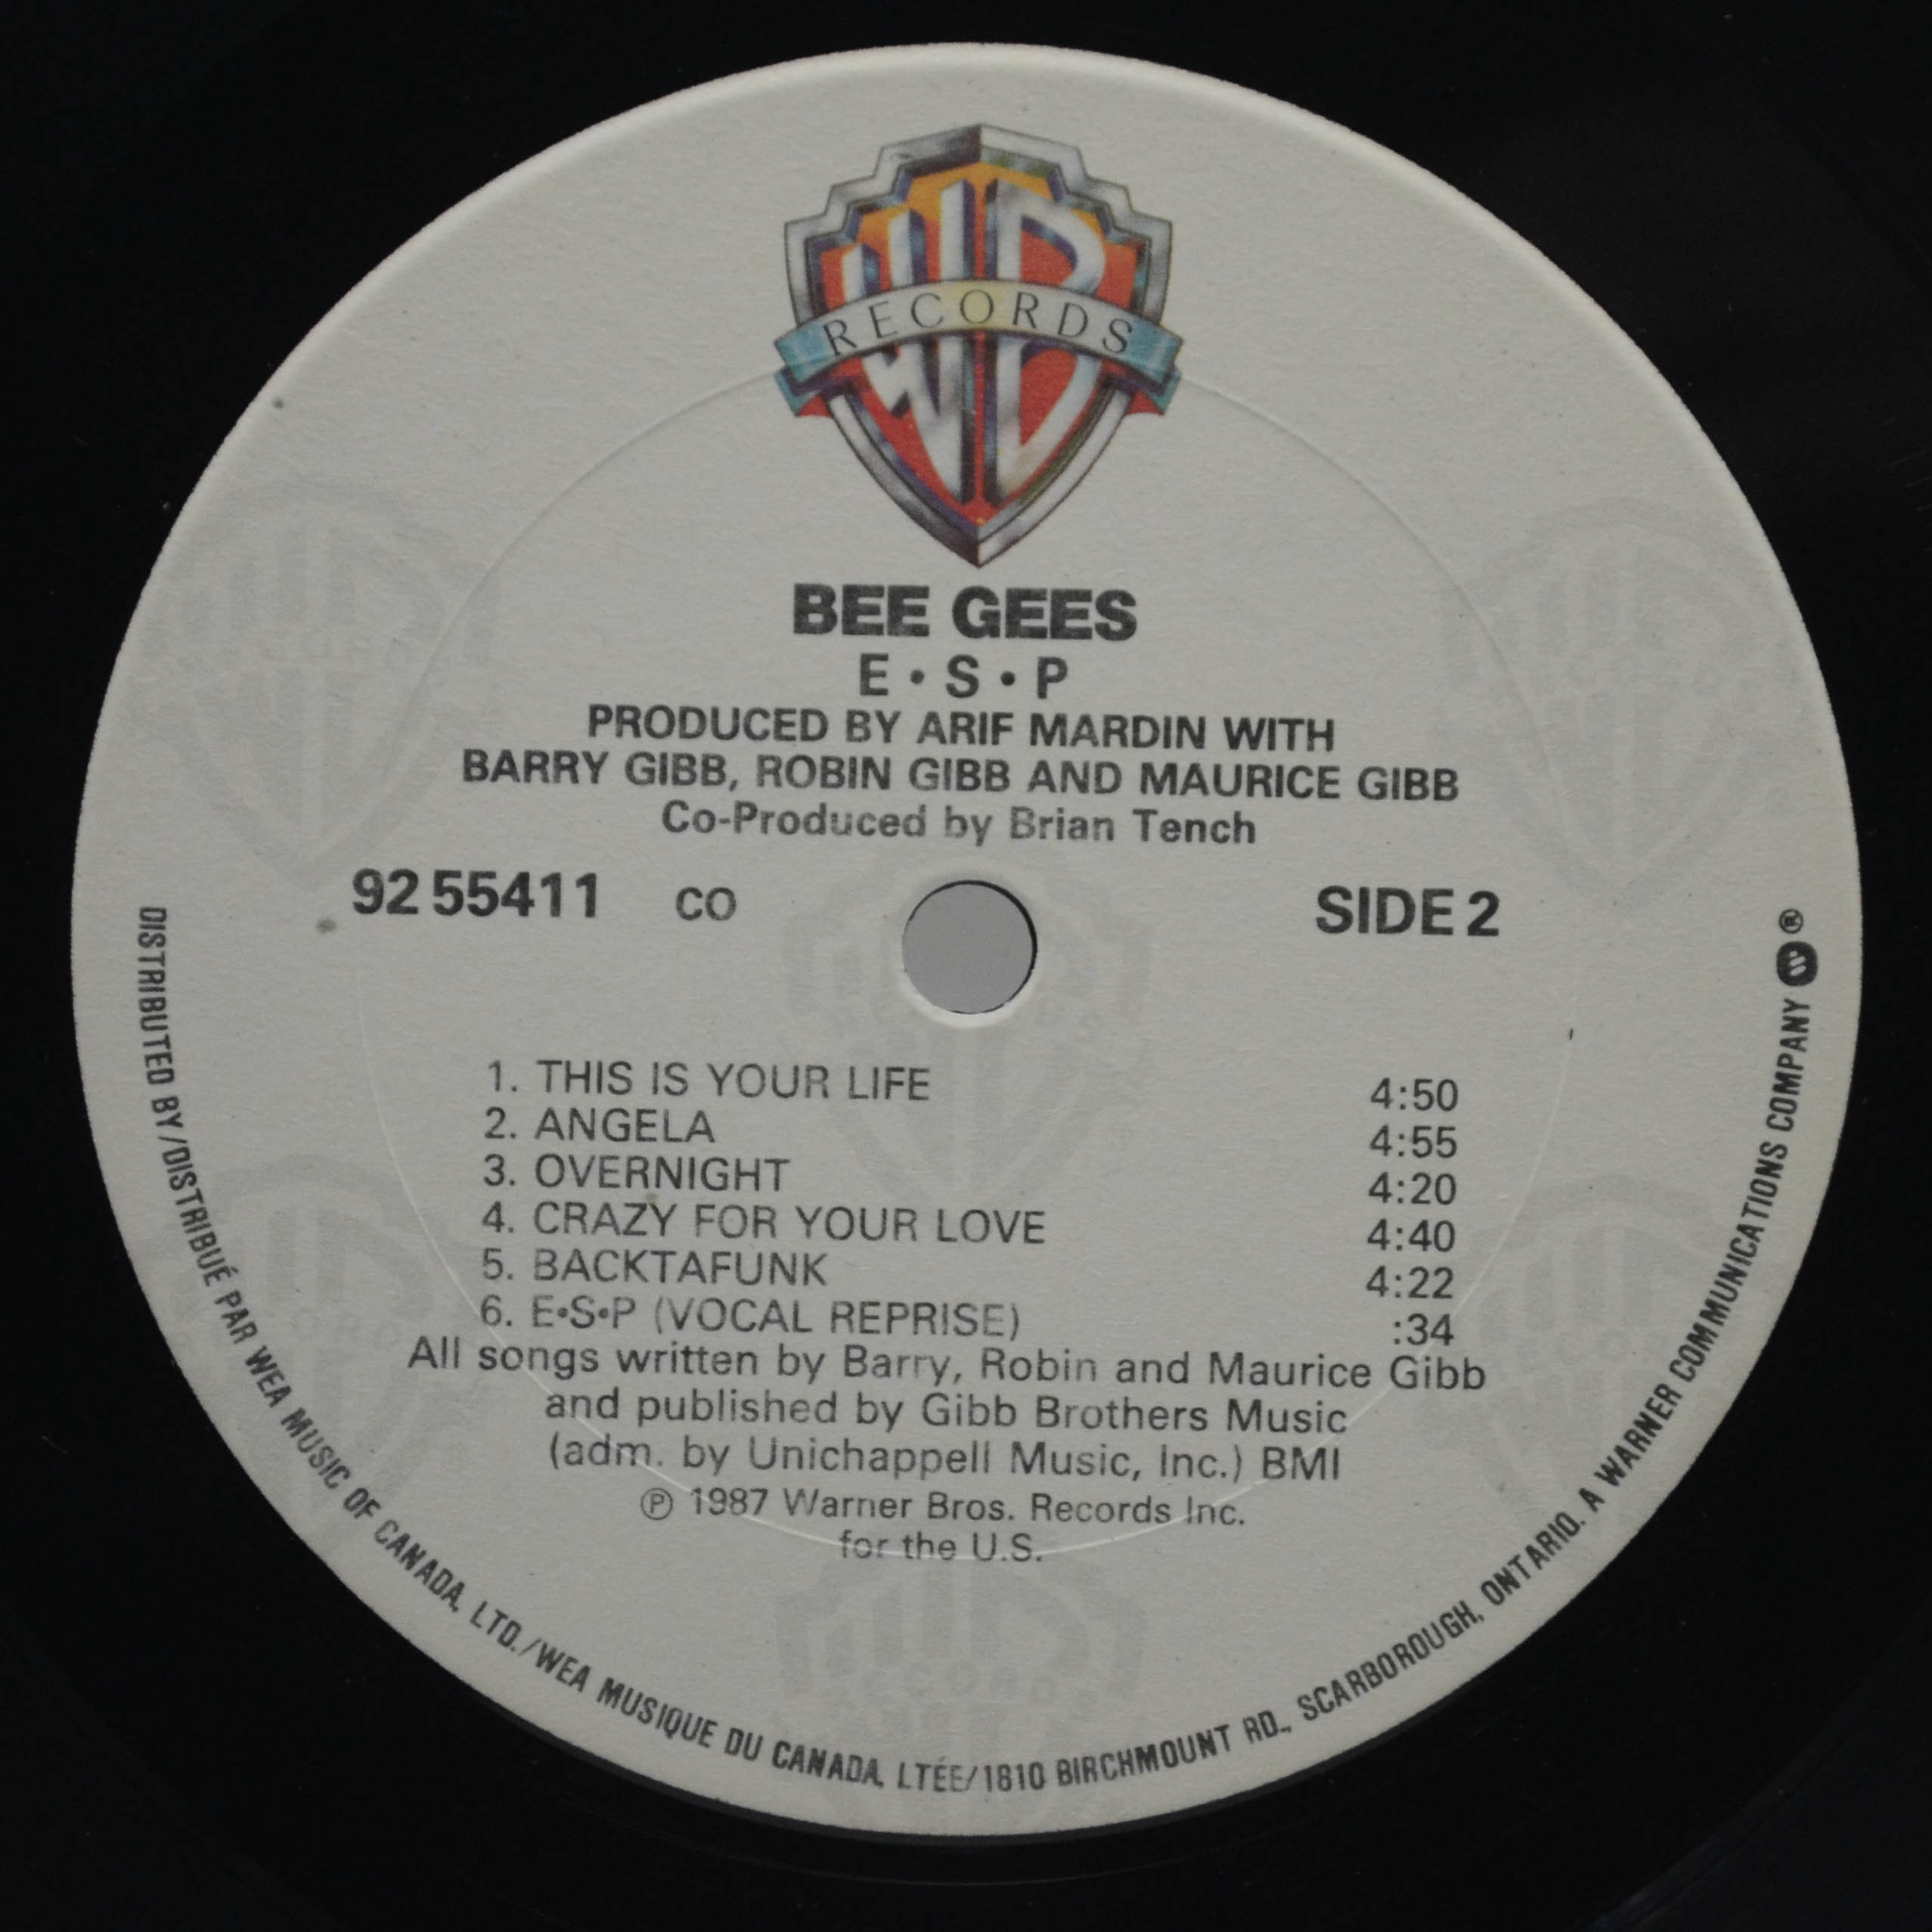 WB
RECORDS
BEE GEES
E • S • P
PRODUCED BY ARIF MARDIN WITH
BARRY GIBB, ROBIN GIBB AND MAURICE GIBB
Co-Produced by Brian Tench
92 55411 CO SIDE 2
1. THIS IS YOUR LIFE 4:50
2. ANGELA 4:55
3. OVERNIGHT 4:20
4. CRAZY FOR YOUR LOVE 4:40
5. BACKTAFUNK 4:22
6. E•S•P (VOCAL REPRISE) :34
All songs written by Barry, Robin and Maurice Gibb
and published by Gibb Brothers Music
(adm. by Unichappell Music, Inc.) BMI
℗ 1987 Warner Bros. Records Inc.
for the U.S.
DISTRIBUTED BY/DISTRIBUÉ PAR WEA MUSIC OF CANADA, LTD./WEA MUSIQUE DU CANADA, LTÉE/1810 BIRCHMOUNT RD., SCARBOROUGH, ONTARIO. A WARNER COMMUNICATIONS COMPANY W ®